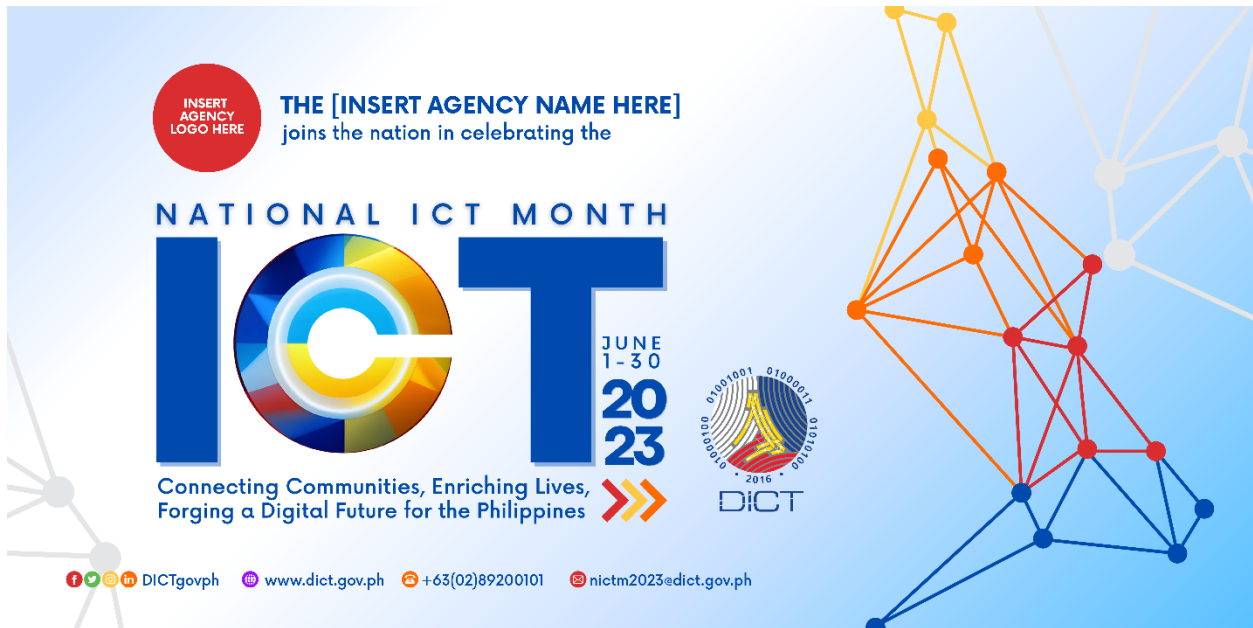 INSERT
AGENCY
LOGO HERE
THE [INSERT AGENCY NAME HERE]
joins the nation in celebrating the
NATIONAL ICT MONTH
ICT
JUNE
1-30
20
23
Connecting Communities, Enriching Lives,
Forging a Digital Future for the Philippines
01000100 01001001 01000011 01010100
• 2016 •
DICT
DICTgovph www.dict.gov.ph +63(02)89200101 nictm2023@dict.gov.ph